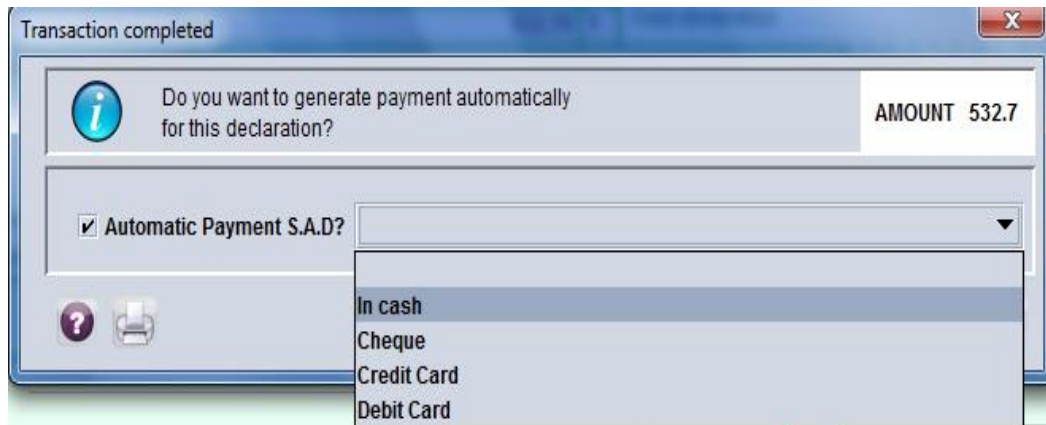 Transaction completed
Do you want to generate payment automatically
for this declaration?
AMOUNT 532.7
Automatic Payment S.A.D?
In cash
Cheque
Credit Card
Debit Card